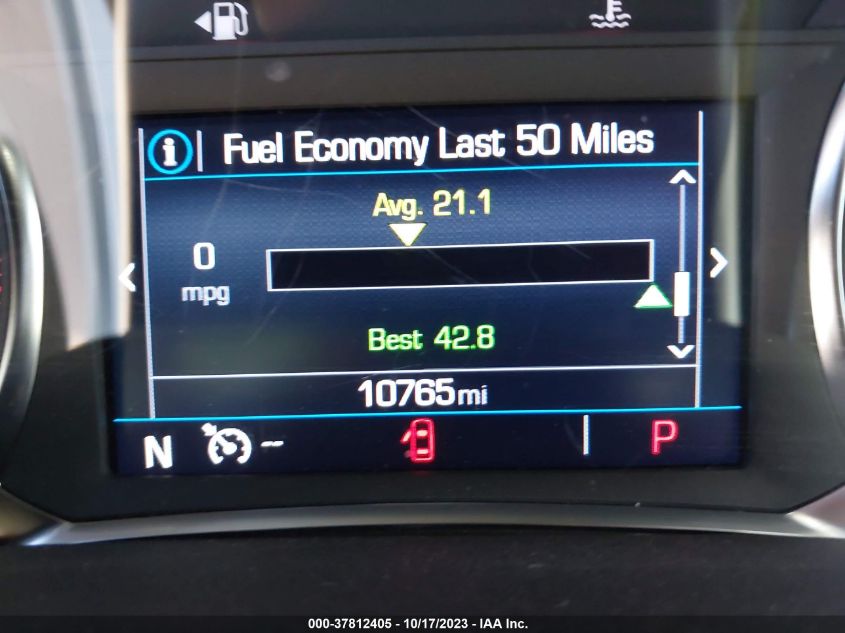 Fuel Economy Last 50 Miles
Avg. 21.1
0
mpg
Best 42.8
10765mi
N -- P
000-37812405 - 10/17/2023 - IAA Inc.